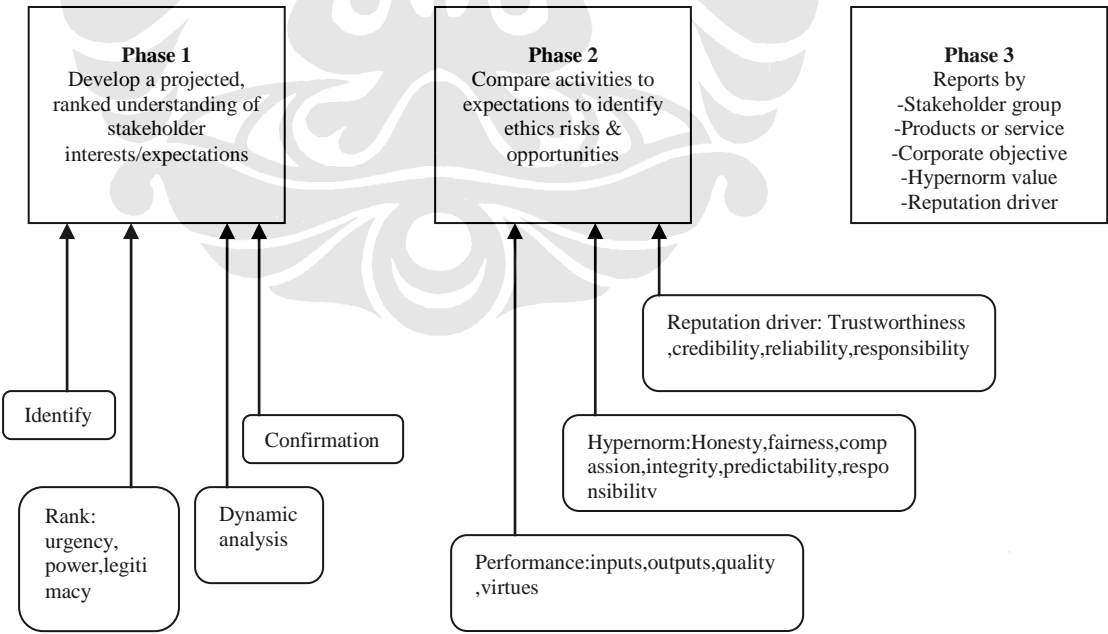 Phase 1
Develop a projected,
ranked understanding of
stakeholder
interests/expectations
Phase 2
Compare activities to
expectations to identify
ethics risks &
opportunities
Phase 3
Reports by
-Stakeholder group
-Products or service
-Corporate objective
-Hypernorm value
-Reputation driver
Reputation driver: Trustworthiness
,credibility,reliability,responsibility
Identify
Confirmation
Hypernorm:Honesty,fairness,comp
assion,integrity,predictability,respo
nsibility
Rank:
urgency,
power,legiti
macy
Dynamic
analysis
Performance:inputs,outputs,quality
,virtues